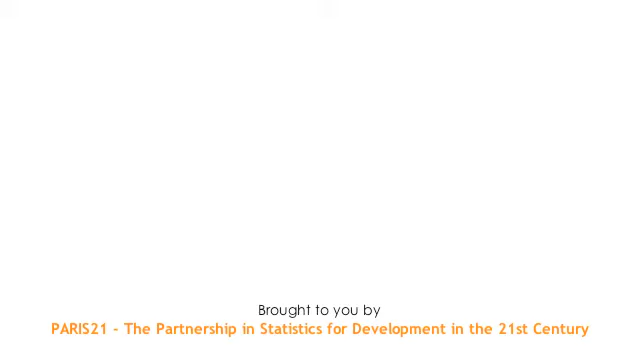 Brought to you by
PARIS21 - The Partnership in Statistics for Development in the 21st Century